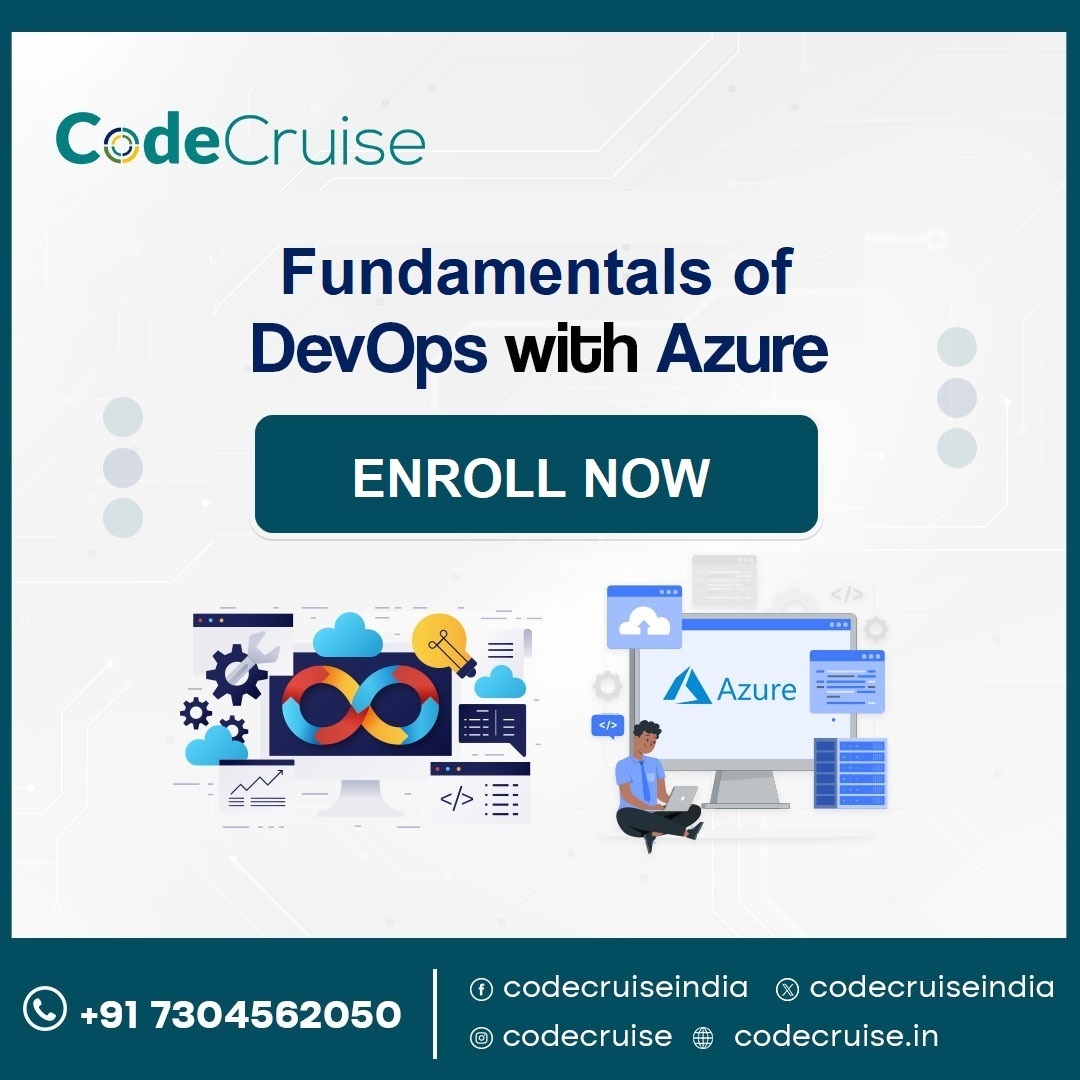 CodeCruise
Fundamentals of
DevOps with Azure
ENROLL NOW
</>
Azure
</>
</>
+91 7304562050
codecruiseindia
codecruiseindia
codecruise
codecruise.in